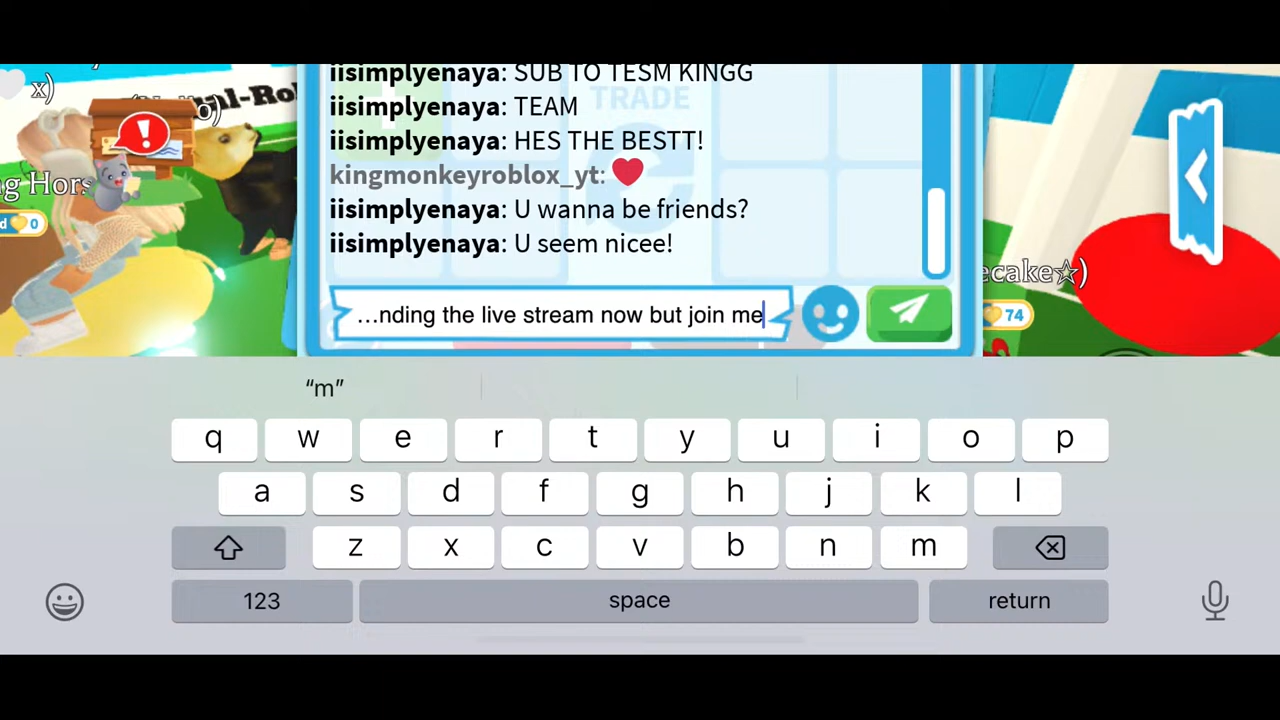 iisimplyenaya: SUB TO TESM KINGG
TRADE
iisimplyenaya: TEAM
iisimplyenaya: HES THE BESTT!
kingmonkeyroblox_yt: ❤️
iisimplyenaya: U wanna be friends?
iisimplyenaya: U seem nicee!
x)
o)
!
0
ecake☆)
74
...nding the live stream now but join me
“m”
q w e r t y u i o p
a s d f g h j k l
z x c v b n m
123 space return